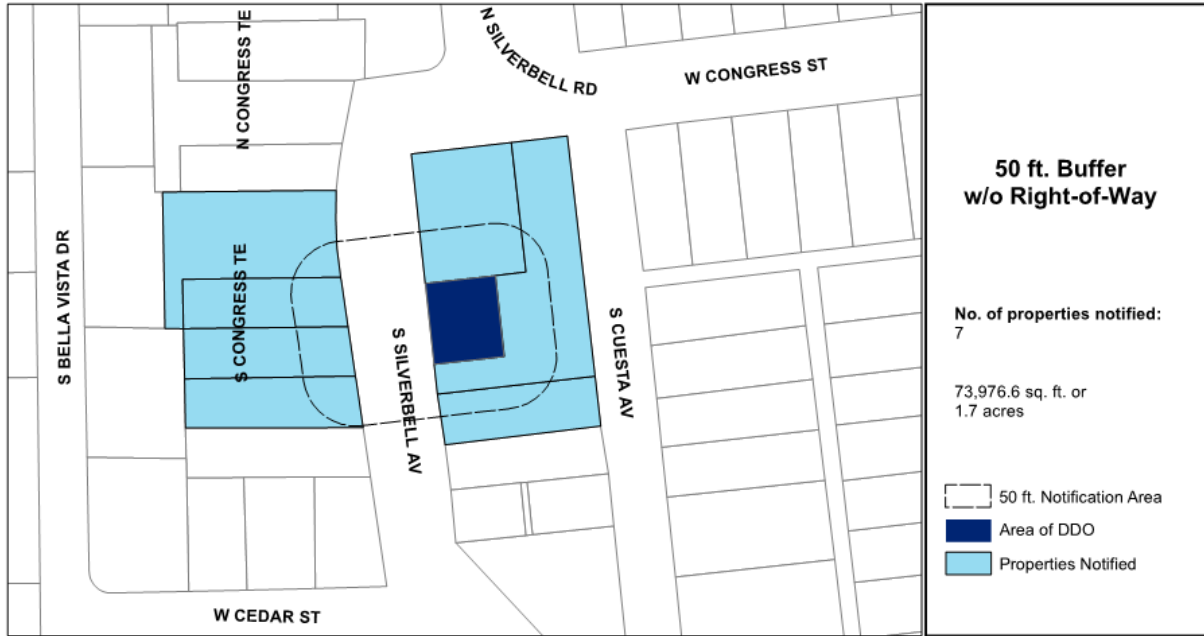 N CONGRESS TE
N SILVERBELL RD
W CONGRESS ST
S BELLA VISTA DR
S CONGRESS TE
S SILVERBELL AV
S CUESTA AV
W CEDAR ST
50 ft. Buffer
w/o Right-of-Way
No. of properties notified:
7
73,976.6 sq. ft. or
1.7 acres
50 ft. Notification Area
Area of DDO
Properties Notified